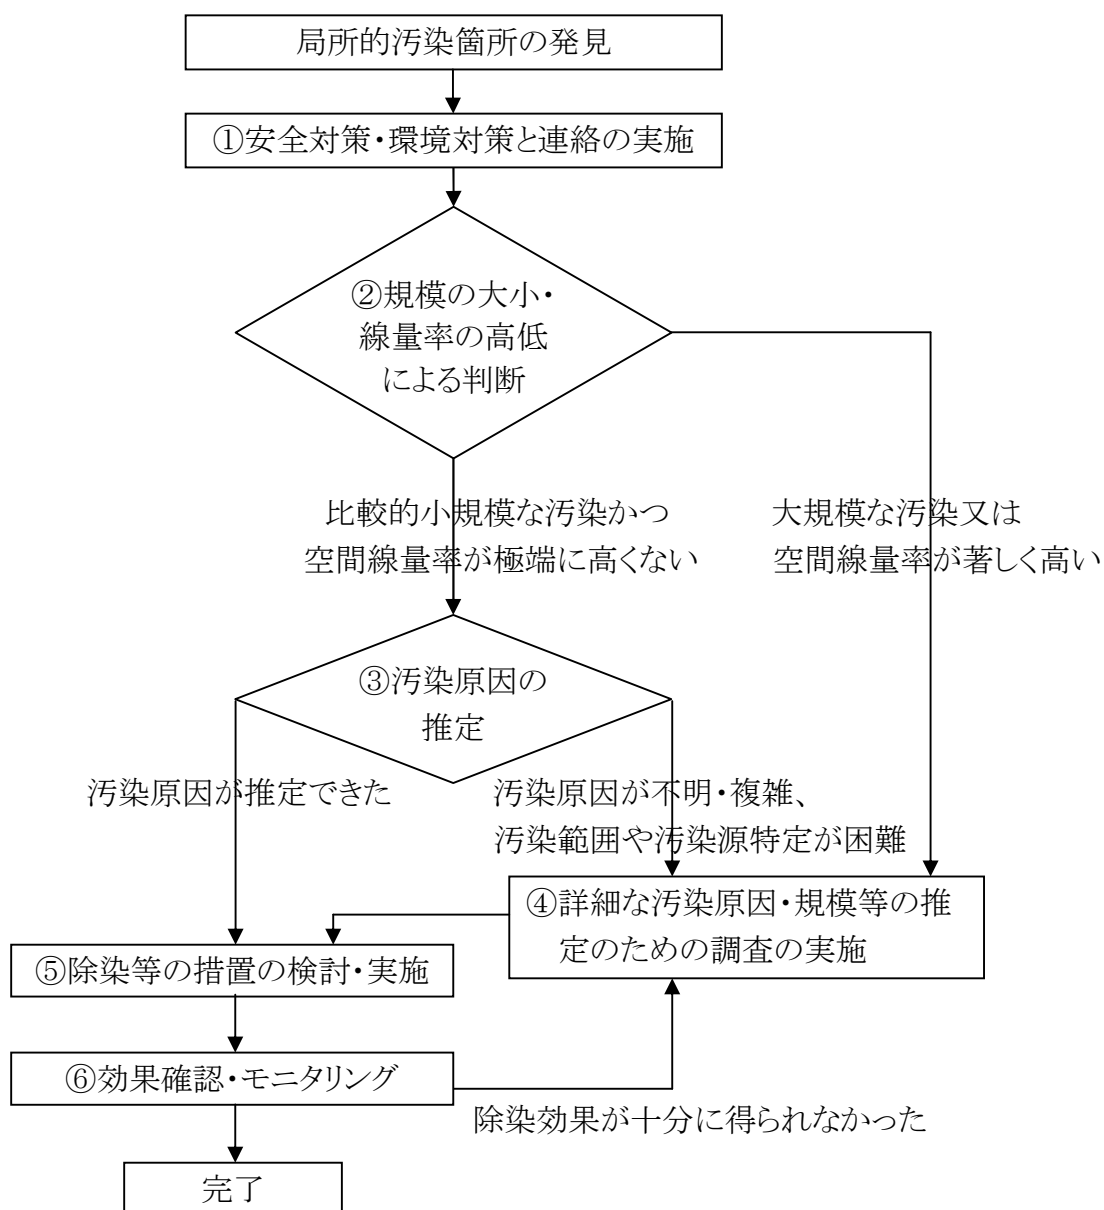 局所的汚染箇所の発見
①安全対策・環境対策と連絡の実施
②規模の大小・
線量率の高低
による判断
比較的小規模な汚染かつ
空間線量率が極端に高くない
大規模な汚染又は
空間線量率が著しく高い
③汚染原因の
推定
汚染原因が推定できた
汚染原因が不明・複雑、
汚染範囲や汚染源特定が困難
④詳細な汚染原因・規模等の推
定のための調査の実施
⑤除染等の措置の検討・実施
⑥効果確認・モニタリング
除染効果が十分に得られなかった
完了